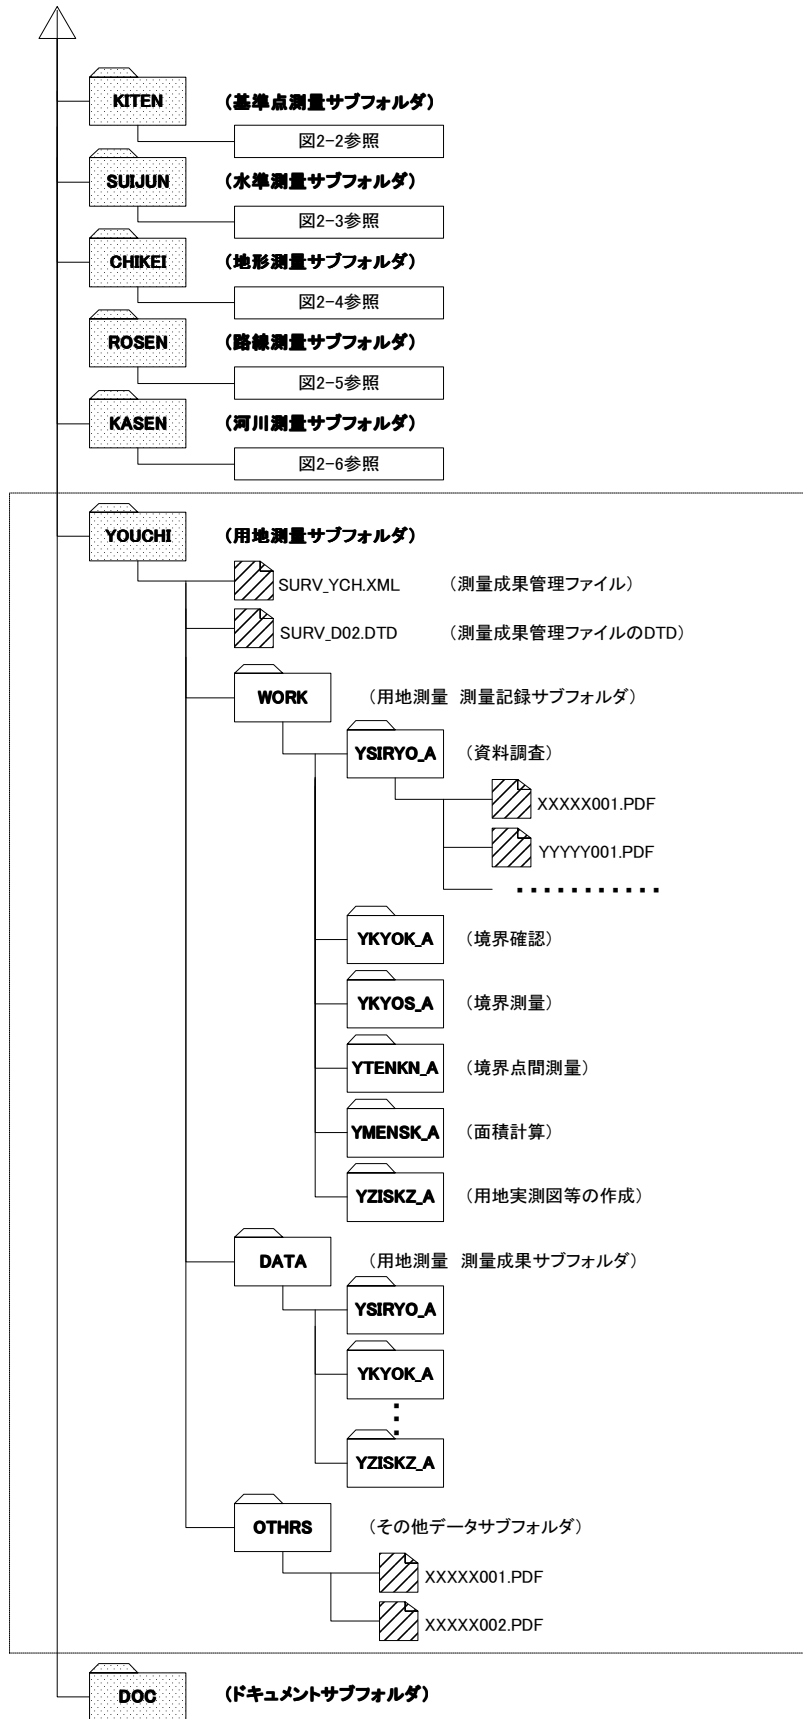 KITEN (基準点測量サブフォルダ)
図2-2参照
SUIJUN (水準測量サブフォルダ)
図2-3参照
CHIKEI (地形測量サブフォルダ)
図2-4参照
ROSEN (路線測量サブフォルダ)
図2-5参照
KASEN (河川測量サブフォルダ)
図2-6参照
YOUCHI (用地測量サブフォルダ)
SURV_YCH.XML (測量成果管理ファイル)
SURV_D02.DTD (測量成果管理ファイルのDTD)
WORK (用地測量 測量記録サブフォルダ)
YSIRYO_A (資料調査)
XXXXX001.PDF
YYYYY001.PDF
・・・・・・・・・・・
YKYOK_A (境界確認)
YKYOS_A (境界測量)
YTENKN_A (境界点間測量)
YMENSK_A (面積計算)
YZISKZ_A (用地実測図等の作成)
DATA (用地測量 測量成果サブフォルダ)
YSIRYO_A
YKYOK_A
YZISKZ_A
OTHRS (その他データサブフォルダ)
XXXXX001.PDF
XXXXX002.PDF
DOC (ドキュメントサブフォルダ)